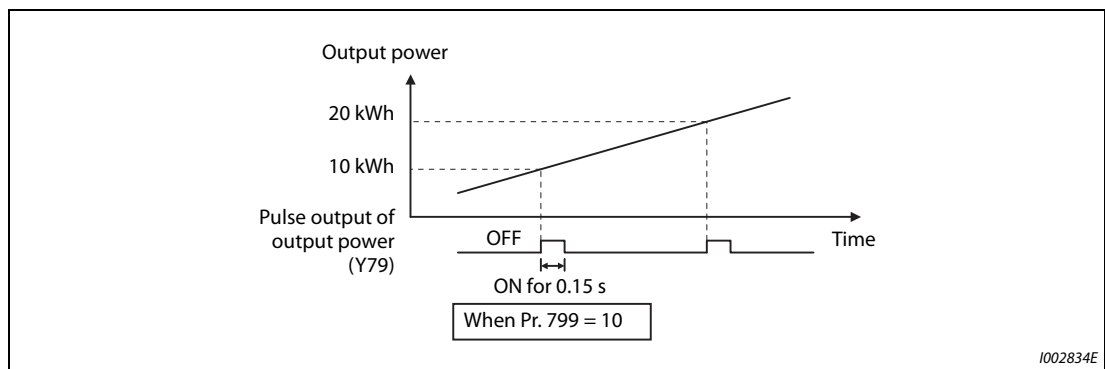 Output power
20 kWh
10 kWh
Pulse output of
output power
(Y79)
OFF
Time
ON for 0.15 s
When Pr. 799 = 10
I002834E